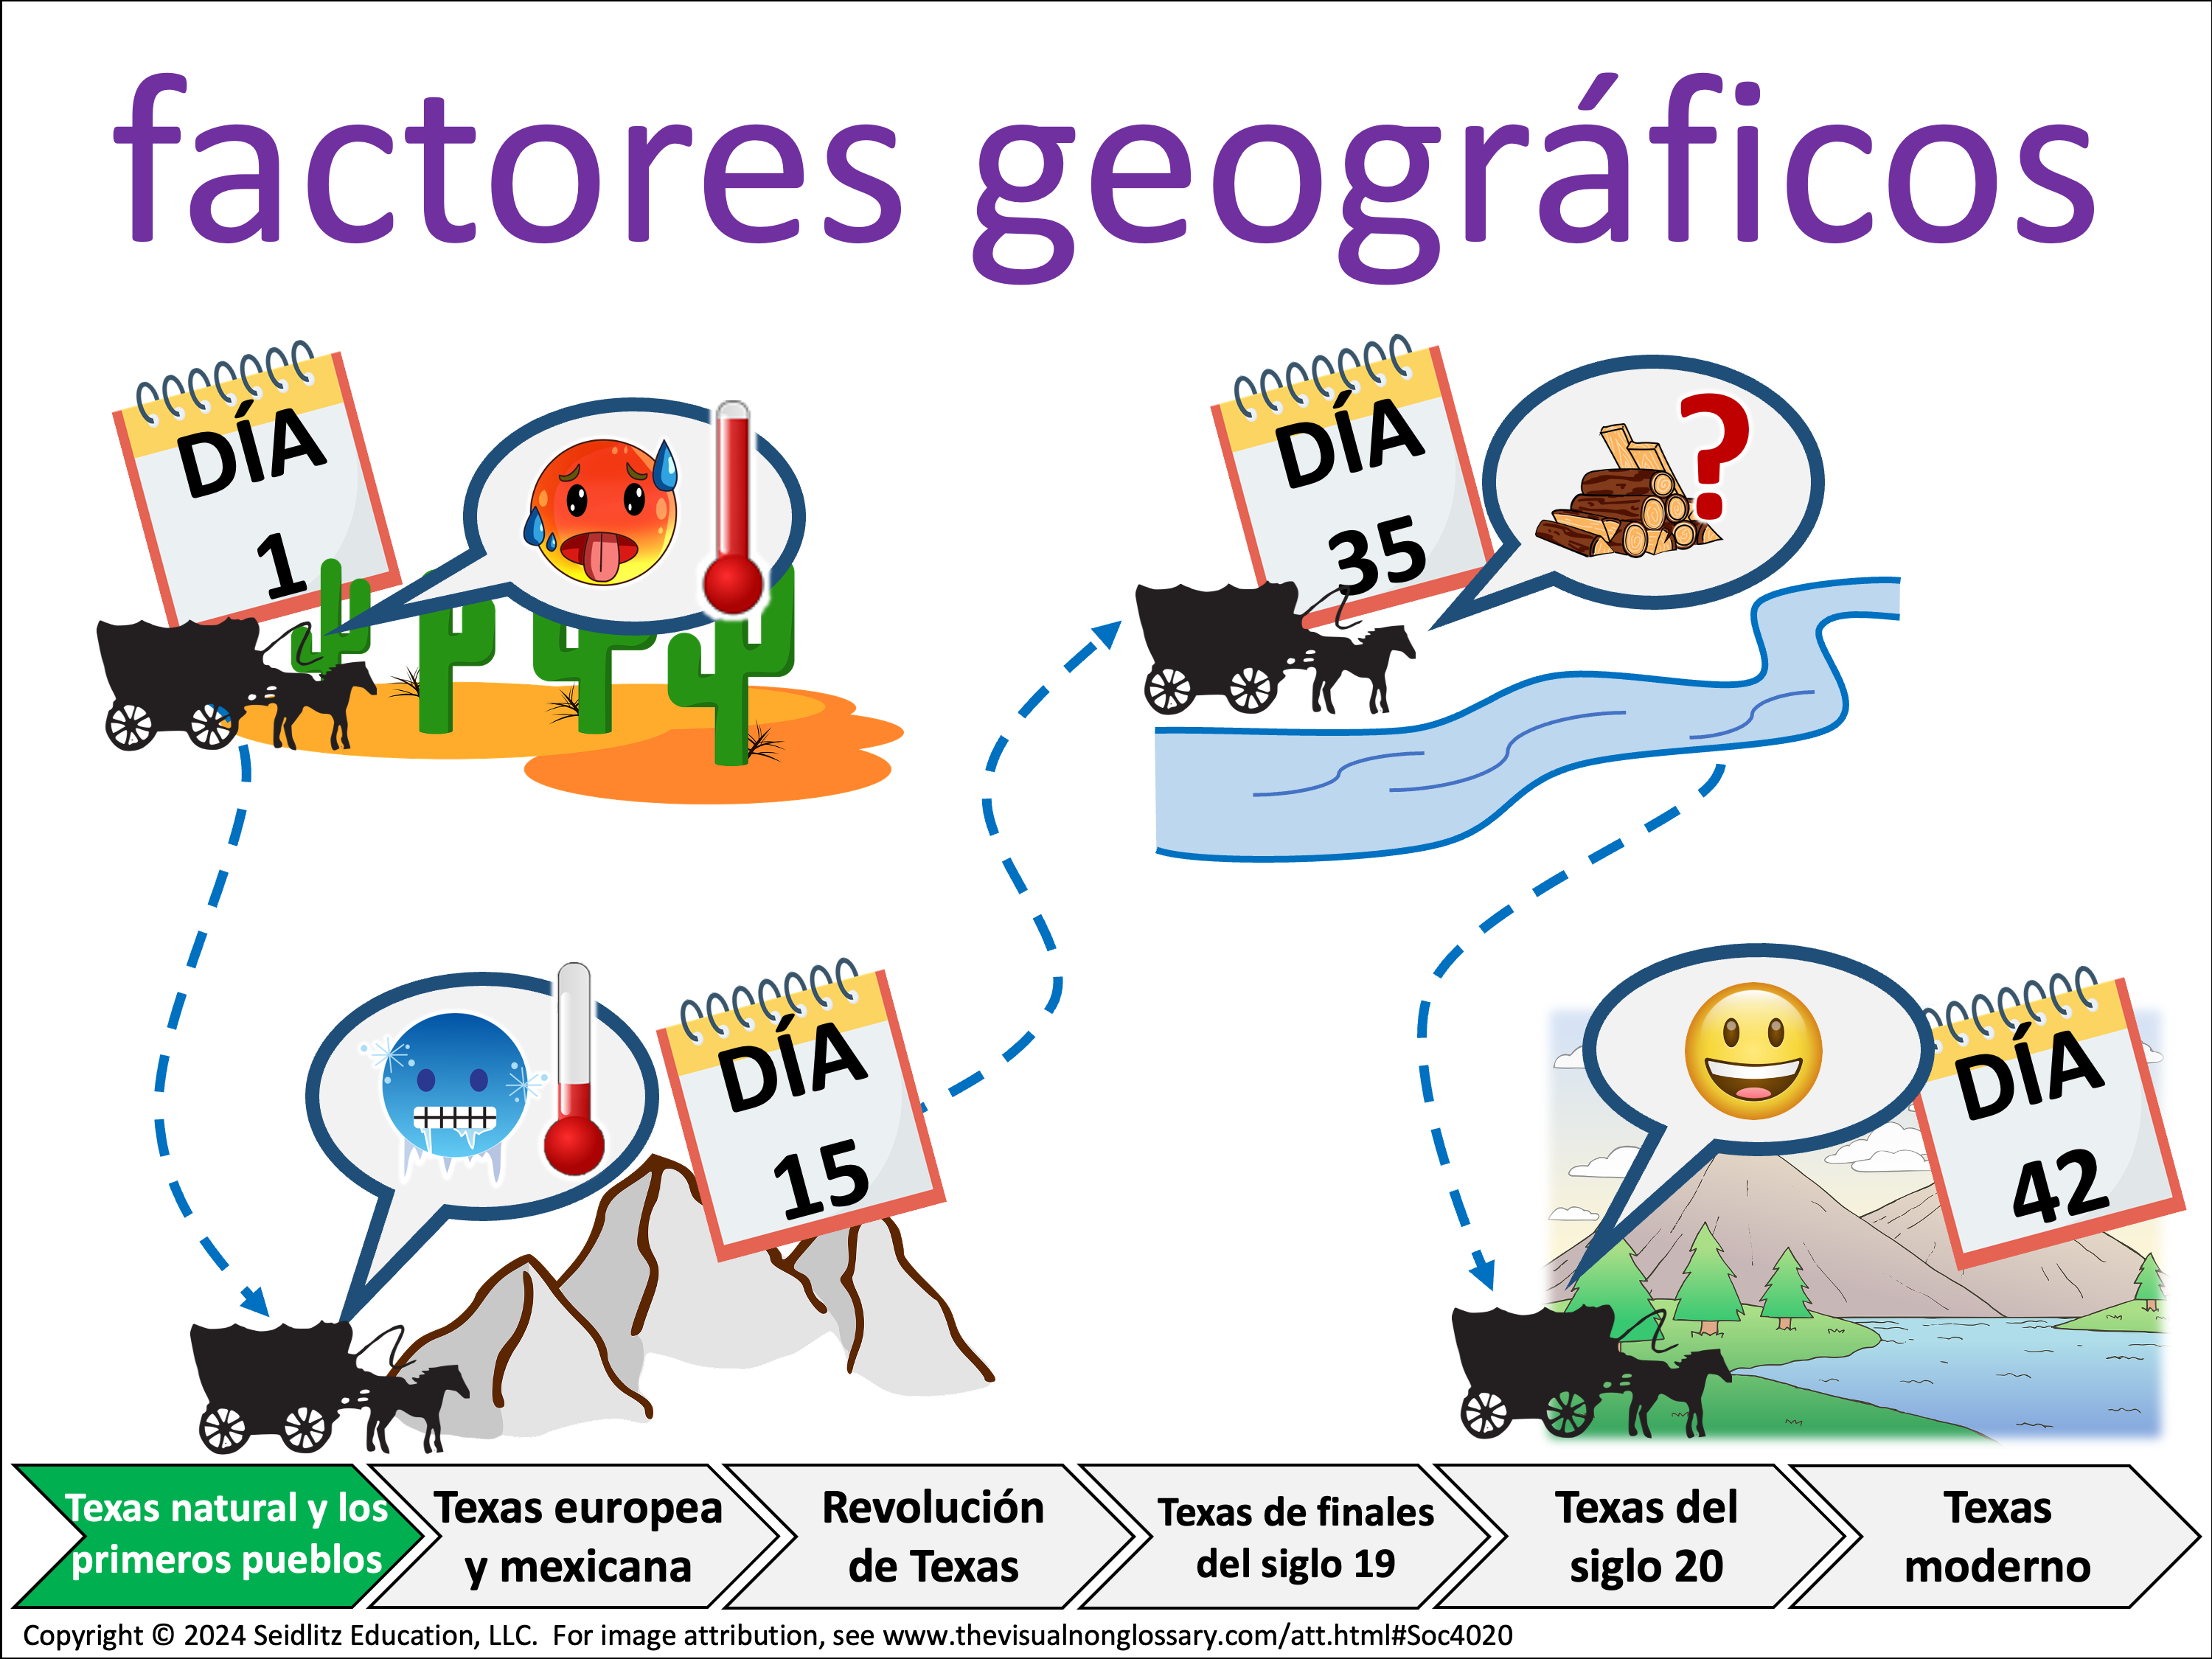 factores geográficos
DÍA
1
DÍA
35
?
DÍA
15
DÍA
42
Texas natural y los
primeros pueblos
Texas europea
y mexicana
Revolución
de Texas
Texas de finales
del siglo 19
Texas del
siglo 20
Texas
moderno
Copyright © 2024 Seidlitz Education, LLC.  For image attribution, see www.thevisualnonglossary.com/att.html#Soc4020